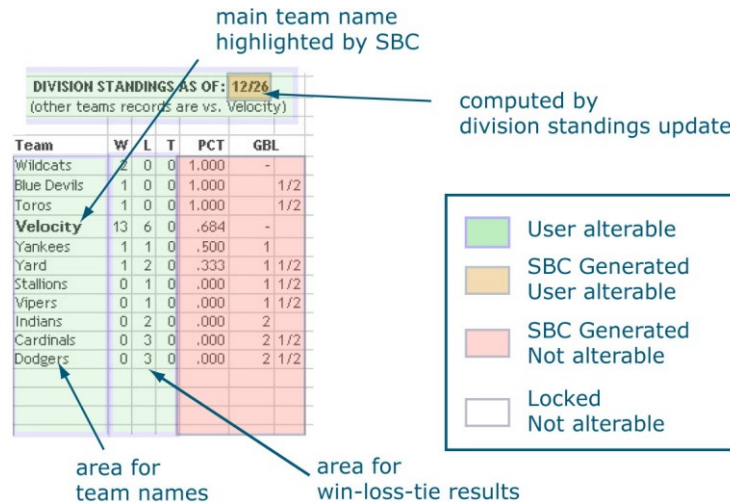 main team name
highlighted by SBC
DIVISION STANDINGS AS OF: 12/26
(other teams records are vs. Velocity)
computed by
division standings update
Team W L T PCT GBL
Wildcats 2 0 0 1.000 -
Blue Devils 1 0 0 1.000 1/2
Toros 1 0 0 1.000 1/2
Velocity 13 6 0 .684 -
Yankees 1 1 0 .500 1
Yard 1 2 0 .333 1 1/2
Stallions 0 1 0 .000 1 1/2
Vipers 0 1 0 .000 1 1/2
Indians 0 2 0 .000 2
Cardinals 0 3 0 .000 2 1/2
Dodgers 0 3 0 .000 2 1/2
User alterable
SBC Generated
User alterable
SBC Generated
Not alterable
Locked
Not alterable
area for
team names
area for
win-loss-tie results